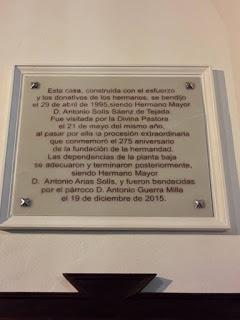 Esta casa, construida con el esfuerzo
y los donativos de los hermanos, se bendijo
el 29 de abril de 1995, siendo Hermano Mayor
D. Antonio Solís Sáenz de Tejada.
Fue visitada por la Divina Pastora
el 21 de mayo del mismo año,
al pasar por ella la procesión extraordinaria
que conmemoró el 275 aniversario
de la fundación de la hermandad.
Las dependencias de la planta baja
se adecuaron y terminaron posteriormente,
siendo Hermano Mayor
D. Antonio Arias Solís, y fueron bendecidas
por el párroco D. Antonio Guerra Milla
el 19 de diciembre de 2015.